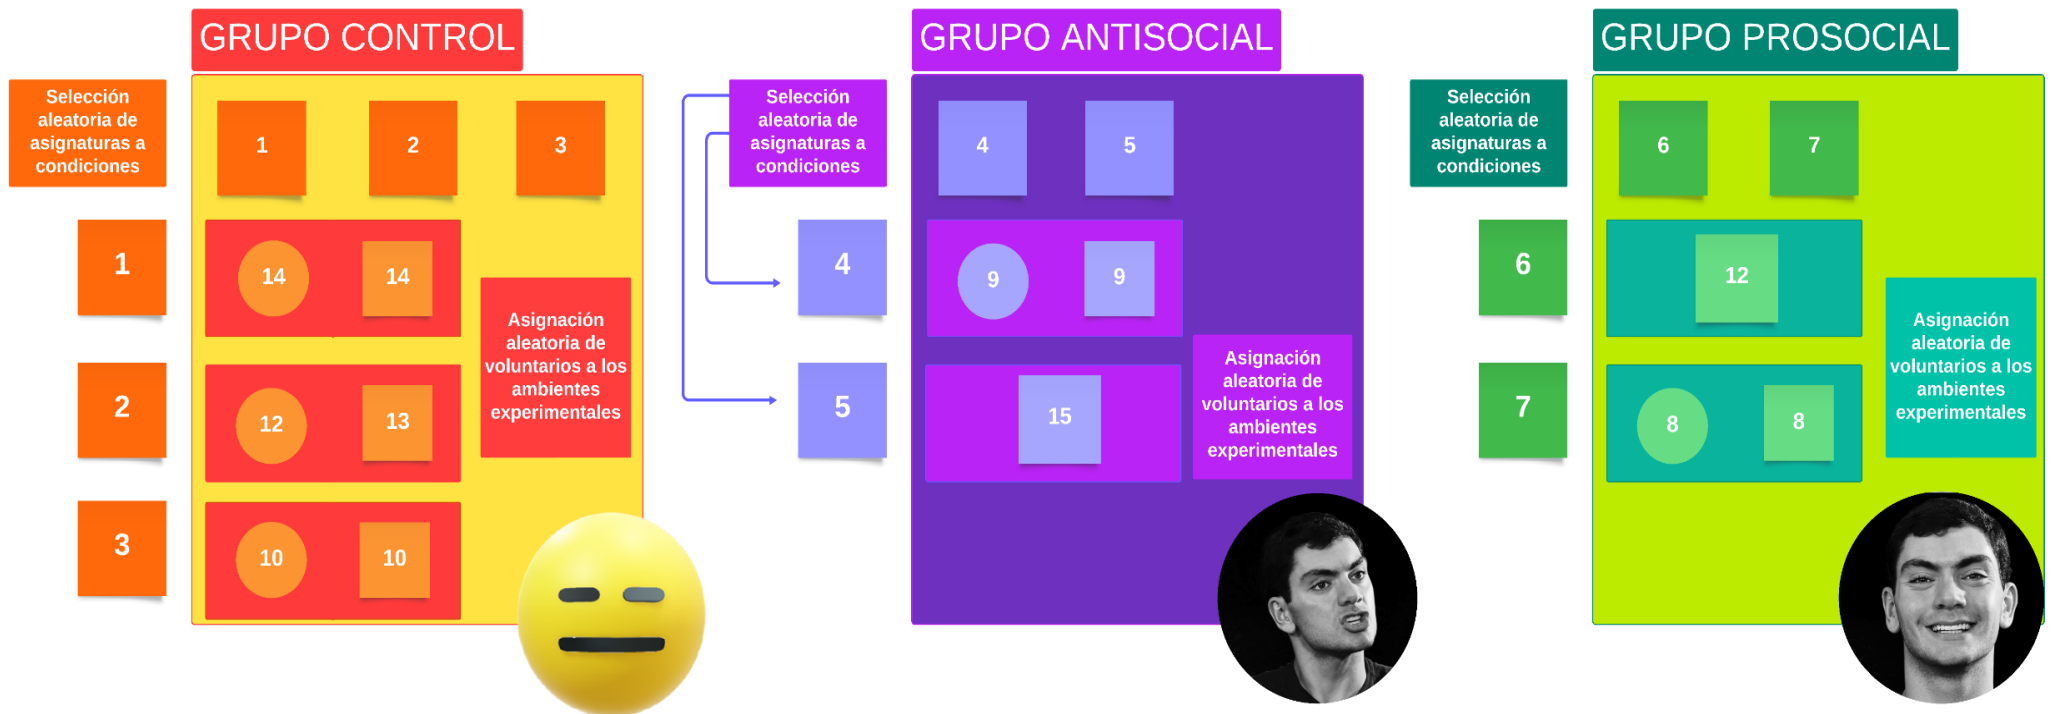 GRUPO CONTROL
Selección
aleatoria de
asignaturas a
condiciones
1
2
3
1
2
3
14
14
12
13
10
10
Asignación
aleatoria de
voluntarios a los
ambientes
experimentales
GRUPO ANTISOCIAL
Selección
aleatoria de
asignaturas a
condiciones
4
5
4
5
9
9
15
Asignación
aleatoria de
voluntarios a los
ambientes
experimentales
GRUPO PROSOCIAL
Selección
aleatoria de
asignaturas a
condiciones
6
7
6
7
12
8
8
Asignación
aleatoria de
voluntarios a los
ambientes
experimentales